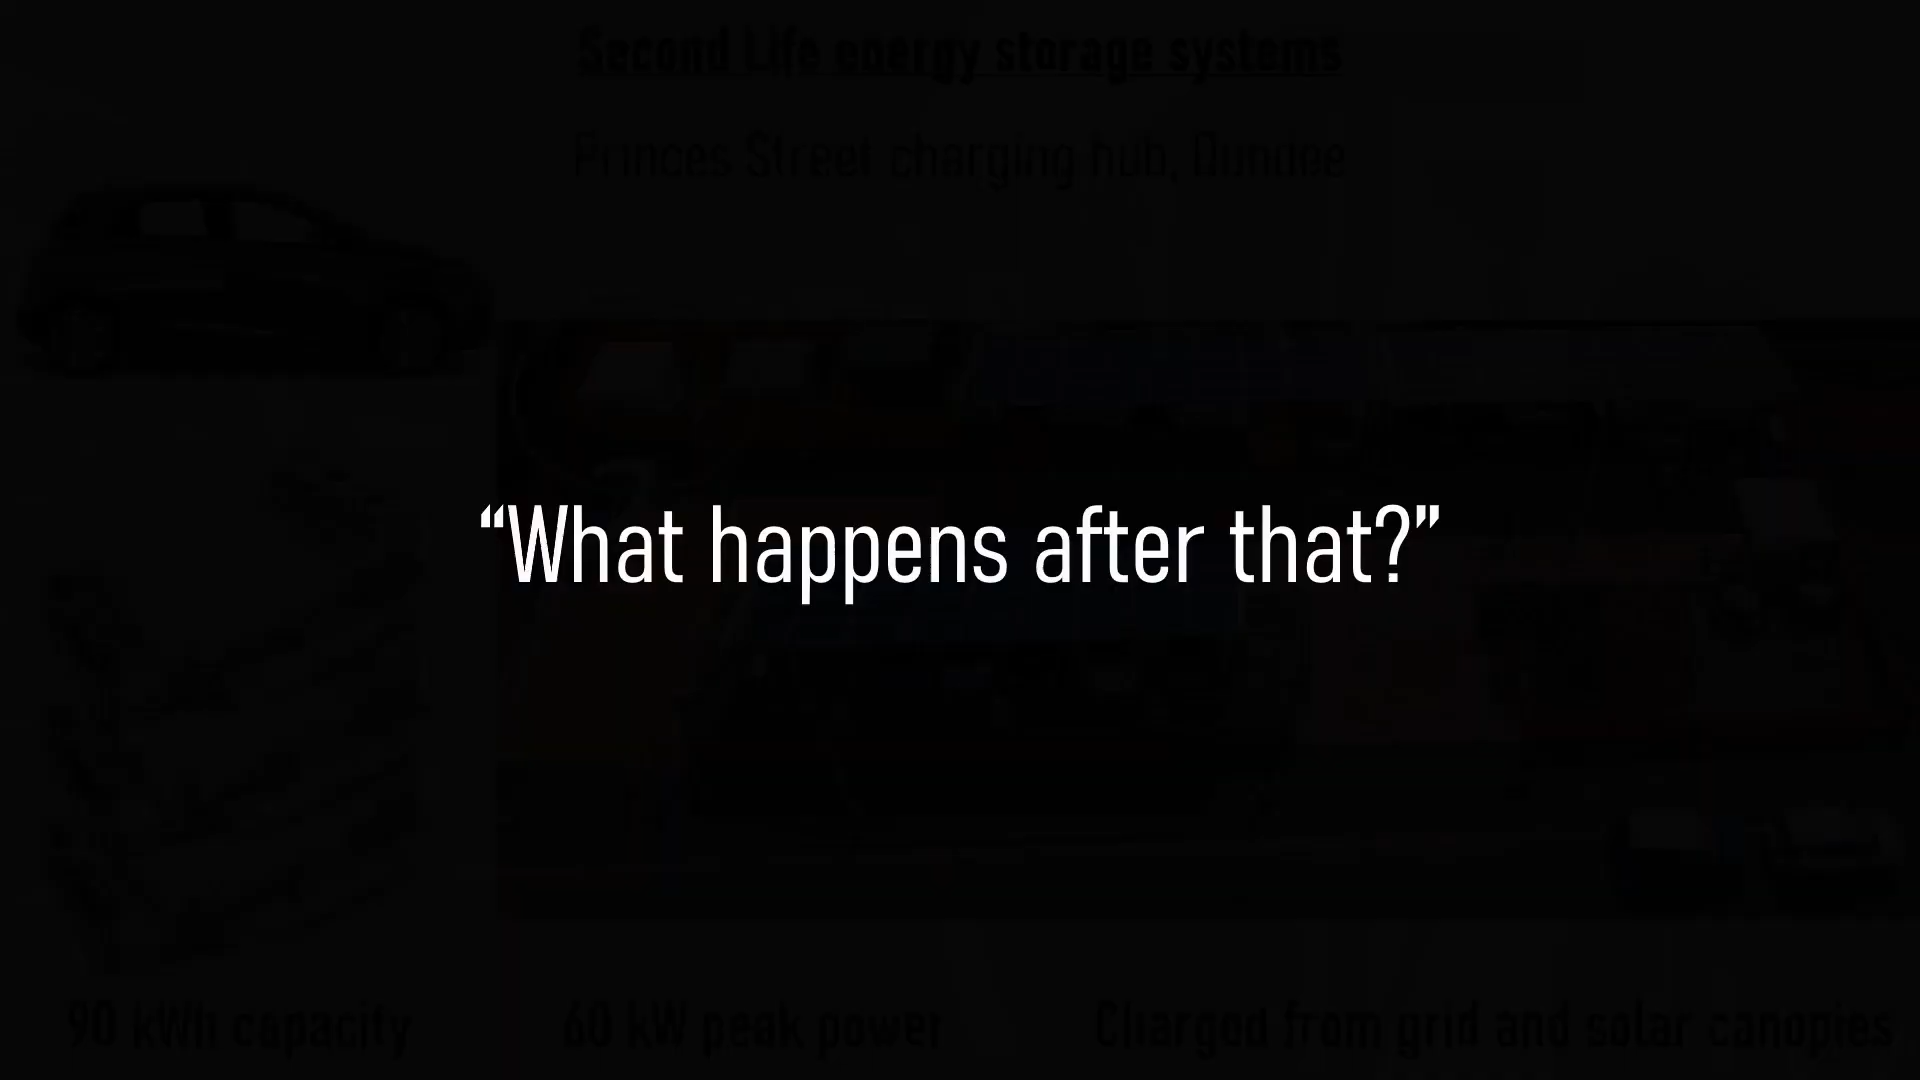 Second Life energy storage systems
Princes Street charging hub, Dundee
“What happens after that?”
90 kWh capacity
60 kW peak power
Charged from grid and solar canopies